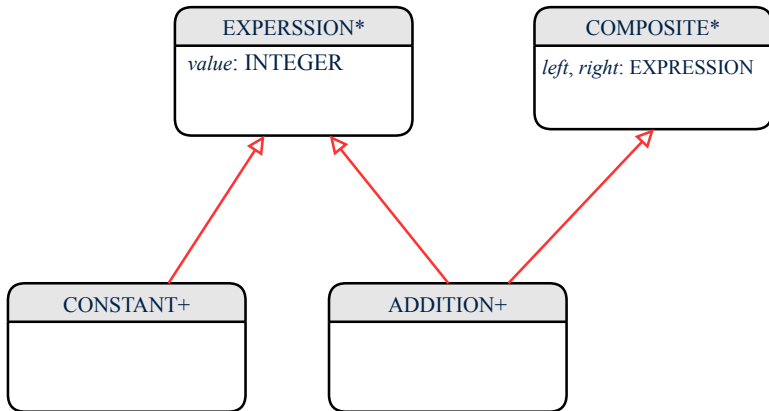 EXPERSSION*
value: INTEGER
COMPOSITE*
left, right: EXPRESSION
CONSTANT+
ADDITION+